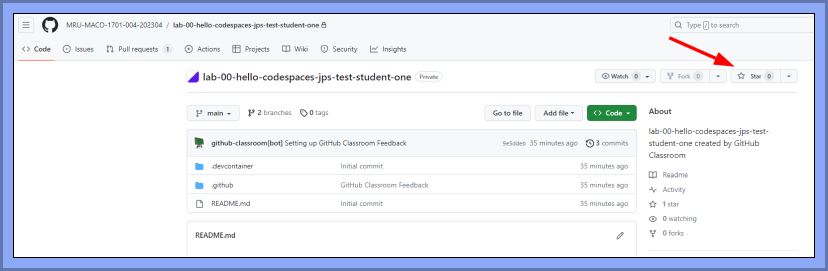 MRU-MACO-1701-004-202304 / lab-00-hello-codespaces-jps-test-student-one
Type / to search
Code Issues Pull requests 1 Actions Projects Wiki Security Insights
lab-00-hello-codespaces-jps-test-student-one Private
Watch 0 Fork 0 Star 0
main 2 branches 0 tags Go to file Add file Code
github-classroom[bot] Setting up GitHub Classroom Feedback 35 minutes ago 3 commits
.devcontainer Initial commit 35 minutes ago
.github GitHub Classroom Feedback 35 minutes ago
README.md Initial commit 35 minutes ago
README.md
About
lab-00-hello-codespaces-jps-test-
student-one created by GitHub
Classroom
Readme
Activity
1 star
0 watching
0 forks